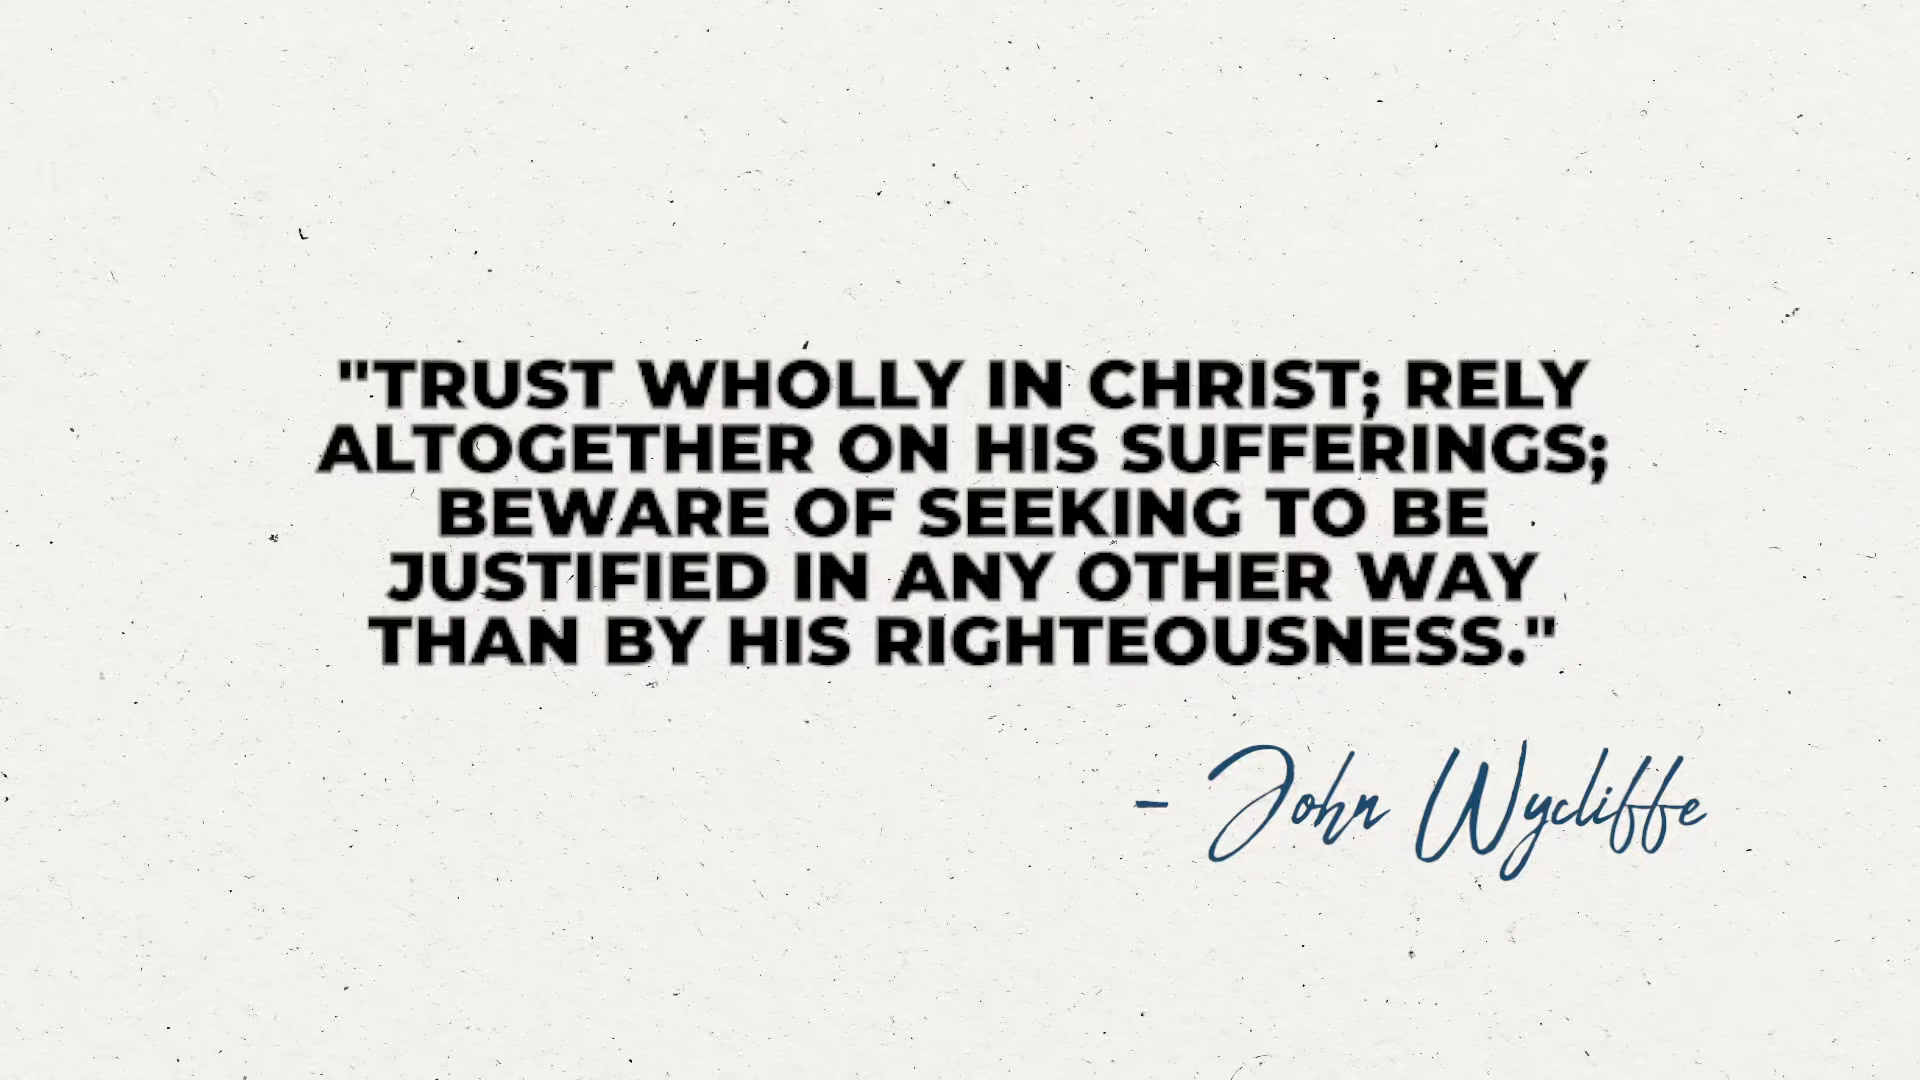 "TRUST WHOLLY IN CHRIST; RELY
ALTOGETHER ON HIS SUFFERINGS;
BEWARE OF SEEKING TO BE
JUSTIFIED IN ANY OTHER WAY
THAN BY HIS RIGHTEOUSNESS."
- John Wycliffe